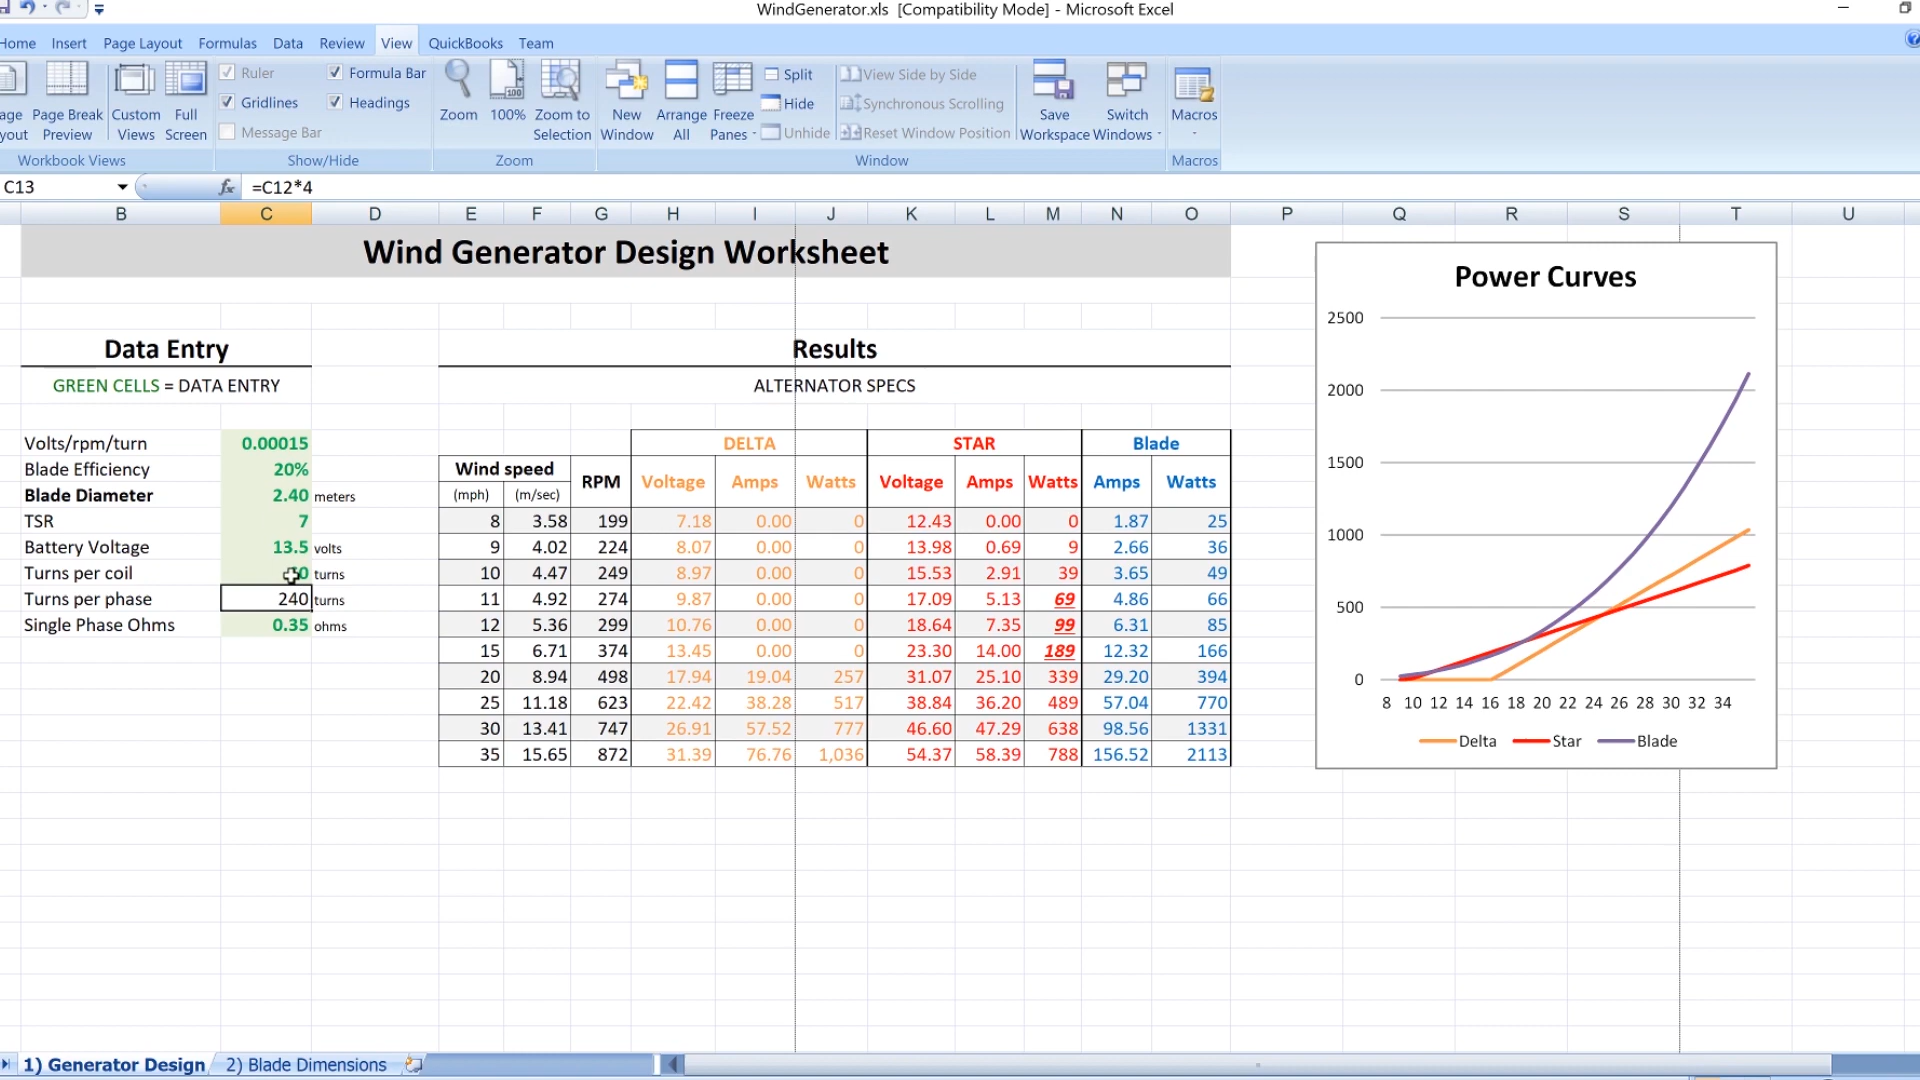 WindGenerator.xls [Compatibility Mode] - Microsoft Excel
Home Insert Page Layout Formulas Data Review View QuickBooks Team
Page Break Preview
Custom Views
Full Screen
Workbook Views
Ruler
Formula Bar
Gridlines
Headings
Message Bar
Show/Hide
Zoom
100%
Zoom to Selection
Zoom
New Window
Arrange All
Freeze Panes
Split
Hide
Unhide
View Side by Side
Synchronous Scrolling
Reset Window Position
Window
Save Workspace
Switch Windows
Macros
Macros
C13 fx =C12*4
B C D E F G H I J K L M N O P Q R S T U
Wind Generator Design Worksheet
Data Entry
GREEN CELLS = DATA ENTRY
Volts/rpm/turn 0.00015
Blade Efficiency 20%
Blade Diameter 2.40 meters
TSR 7
Battery Voltage 13.5 volts
Turns per coil turns
Turns per phase 240 turns
Single Phase Ohms 0.35 ohms
Results
ALTERNATOR SPECS
DELTA STAR Blade
Wind speed RPM Voltage Amps Watts Voltage Amps Watts Amps Watts
(mph) (m/sec)
8 3.58 199 7.18 0.00 0 12.43 0.00 0 1.87 25
9 4.02 224 8.07 0.00 0 13.98 0.69 9 2.66 36
10 4.47 249 8.97 0.00 0 15.53 2.91 39 3.65 49
11 4.92 274 9.87 0.00 0 17.09 5.13 69 4.86 66
12 5.36 299 10.76 0.00 0 18.64 7.35 99 6.31 85
15 6.71 374 13.45 0.00 0 23.30 14.00 189 12.32 166
20 8.94 498 17.94 19.04 257 31.07 25.10 339 29.20 394
25 11.18 623 22.42 38.28 517 38.84 36.20 489 57.04 770
30 13.41 747 26.91 57.52 777 46.60 47.29 638 98.56 1331
35 15.65 872 31.39 76.76 1,036 54.37 58.39 788 156.52 2113
Power Curves
2500
2000
1500
1000
500
0
8 10 12 14 16 18 20 22 24 26 28 30 32 34
Delta Star Blade
1) Generator Design 2) Blade Dimensions